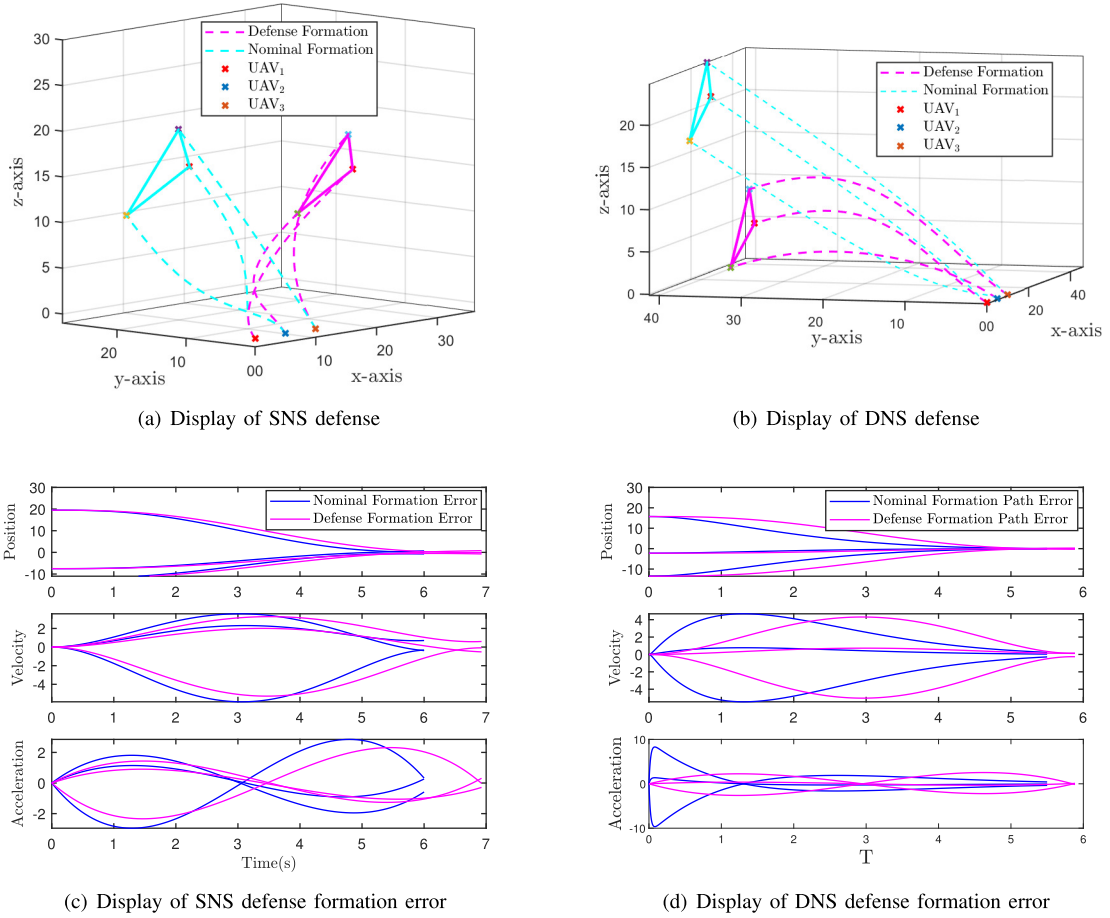 Defense Formation
Nominal Formation
UAV1
UAV2
UAV3
30
25
20
15
10
5
0
z-axis
20
10
00
10
20
30
y-axis
x-axis
(a) Display of SNS defense
Defense Formation
Nominal Formation
UAV1
UAV2
UAV3
20
15
10
5
0
z-axis
40
30
20
10
00
20
40
y-axis
x-axis
(b) Display of DNS defense
Nominal Formation Error
Defense Formation Error
30
20
10
0
-10
Position
0 1 2 3 4 5 6 7
2
0
-2
-4
Velocity
0 1 2 3 4 5 6 7
2
0
-2
Acceleration
0 1 2 3 4 5 6 7
Time(s)
(c) Display of SNS defense formation error
Nominal Formation Path Error
Defense Formation Path Error
30
20
10
0
-10
Position
0 1 2 3 4 5 6
4
2
0
-2
-4
Velocity
0 1 2 3 4 5 6
10
0
-10
Acceleration
0 1 2 3 4 5 6
T
(d) Display of DNS defense formation error